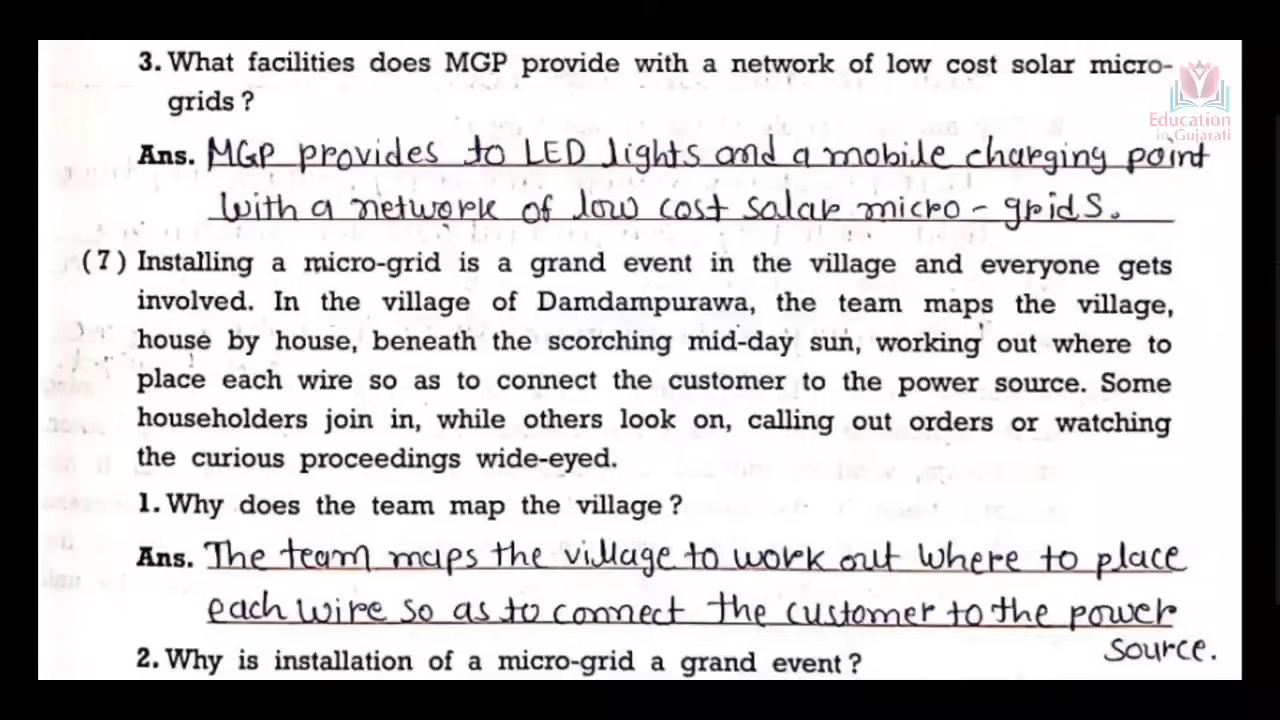 3. What facilities does MGP provide with a network of low cost solar micro-
grids ?
Education
in Gujarati
Ans. MGP provides to LED lights and a mobile charging point
with a network of low cost solar micro - grids.
(7) Installing a micro-grid is a grand event in the village and everyone gets
involved. In the village of Damdampurawa, the team maps the village,
house by house, beneath the scorching mid-day sun, working out where to
place each wire so as to connect the customer to the power source. Some
householders join in, while others look on, calling out orders or watching
the curious proceedings wide-eyed.
1. Why does the team map the village ?
Ans. The team maps the village to work out where to place
each wire so as to connect the customer to the power
source.
2. Why is installation of a micro-grid a grand event ?